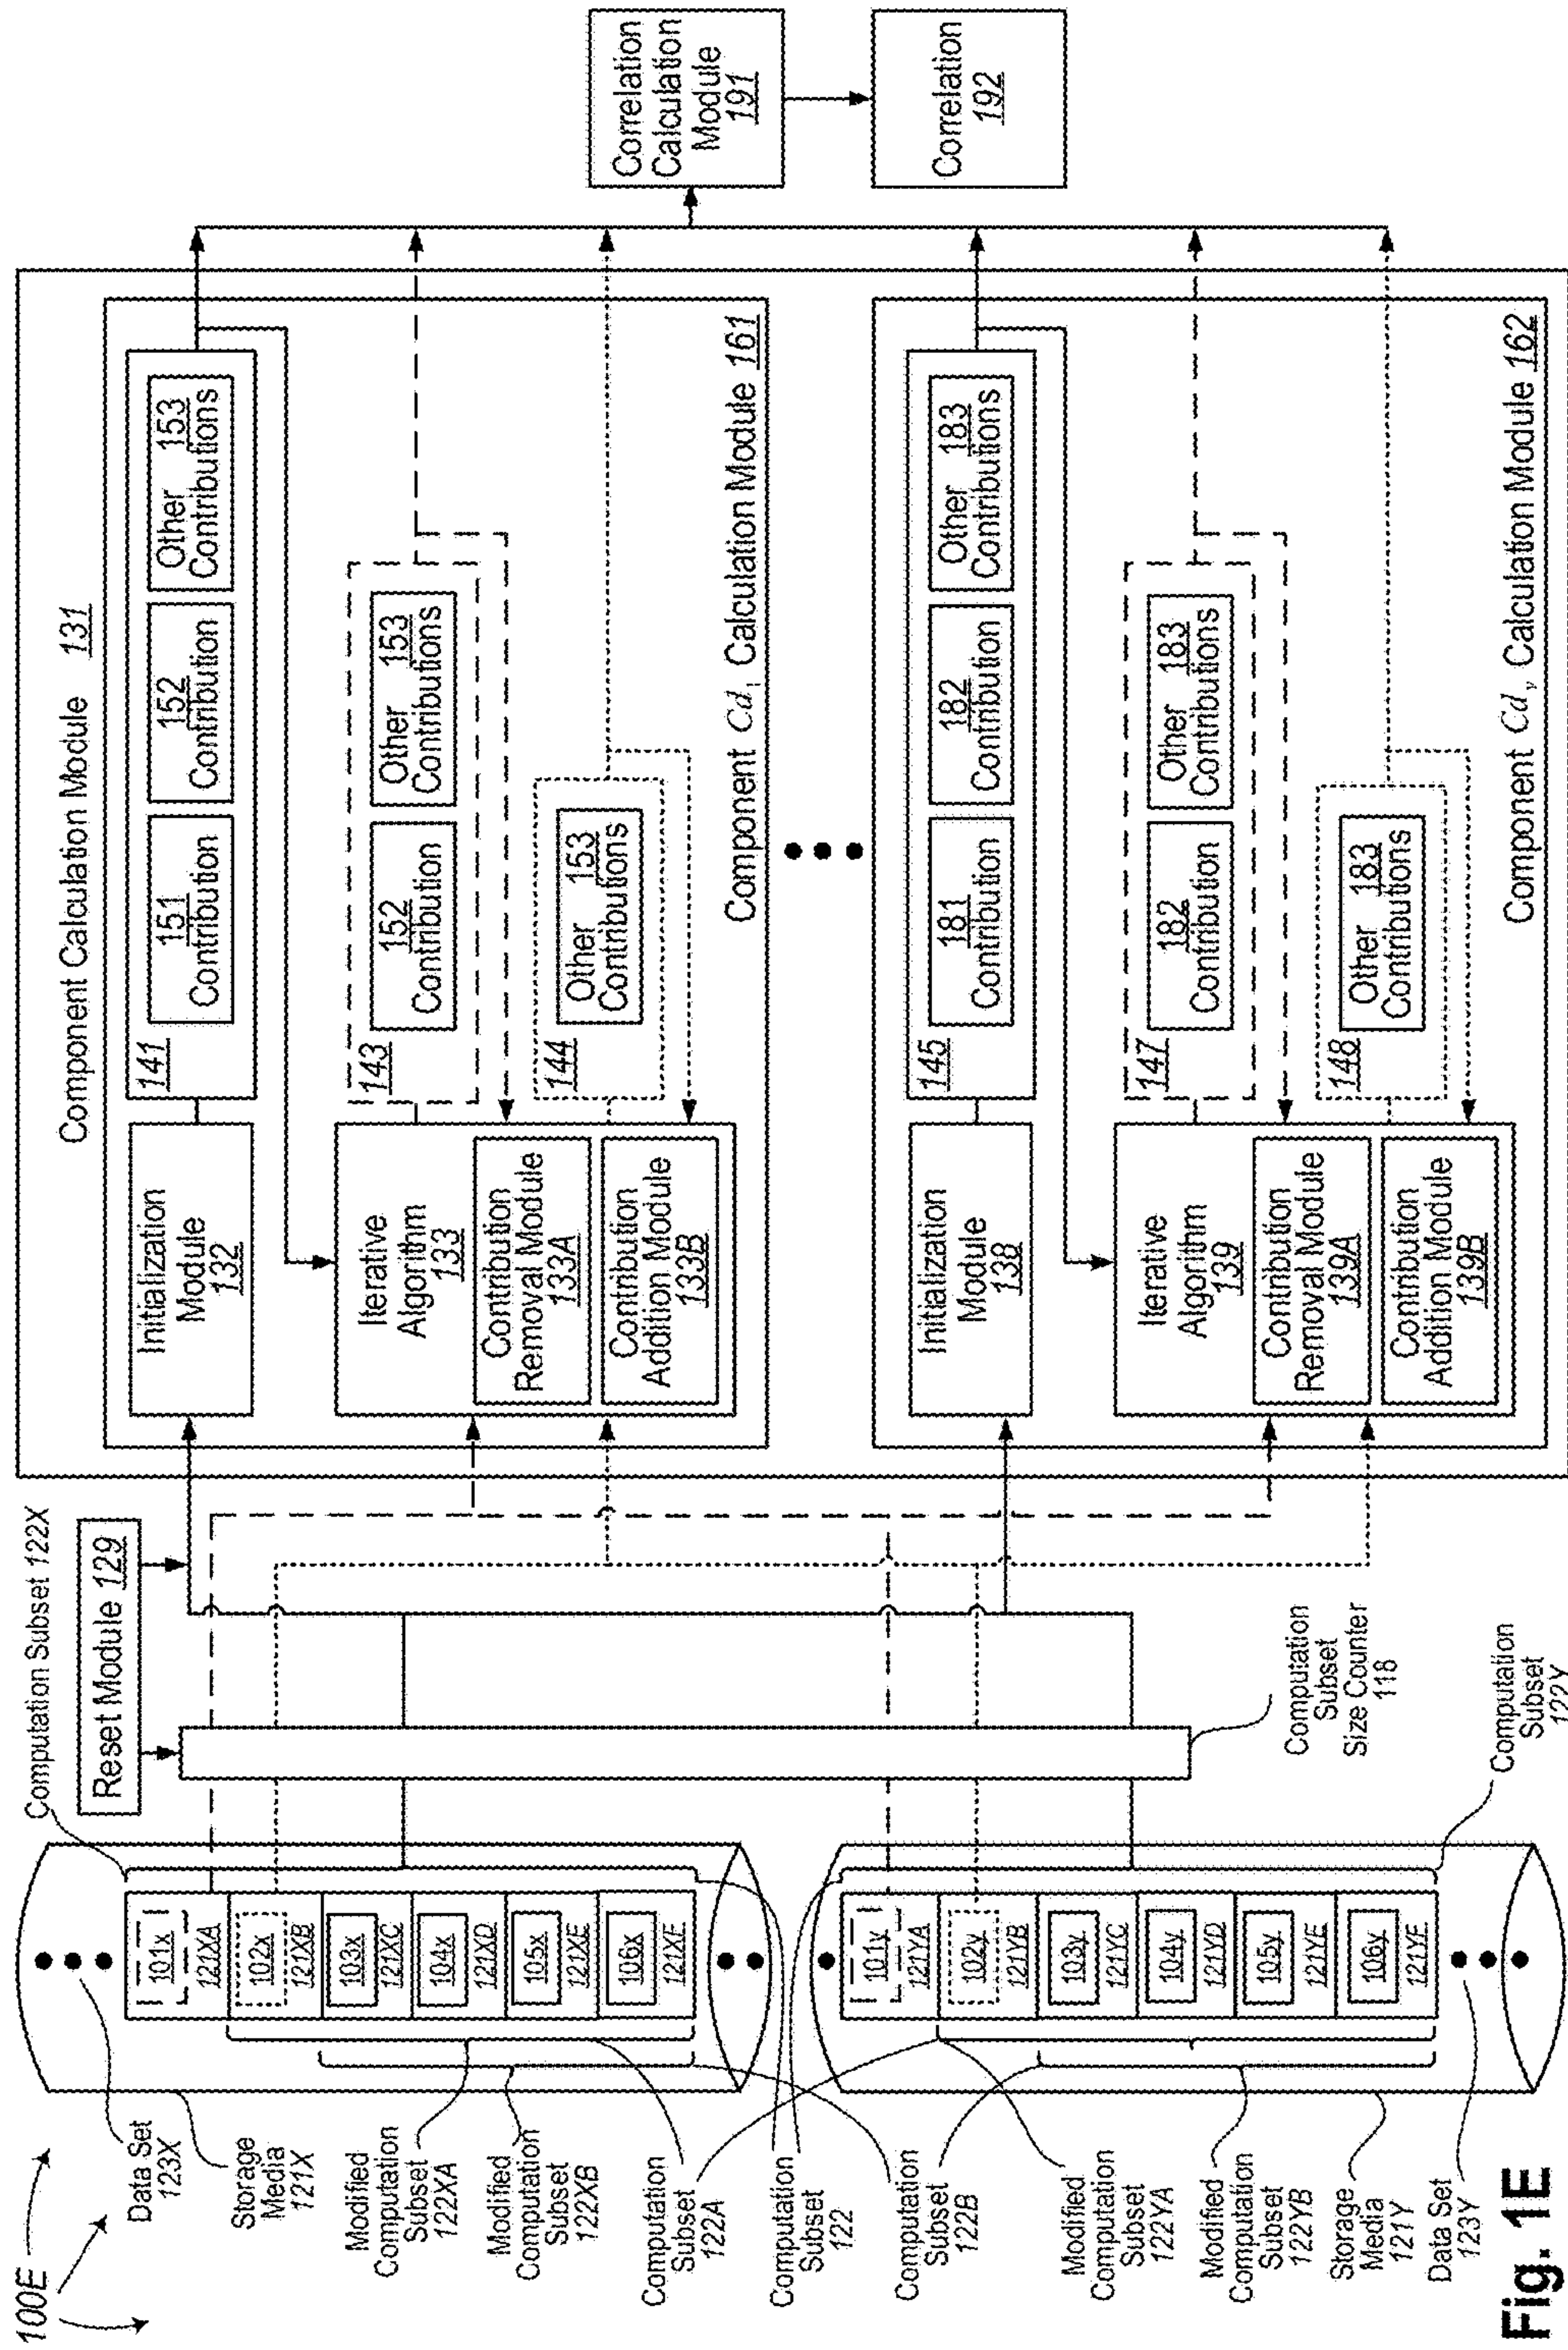 100E
Data Set
123X
Storage
Media
121X
Modified
Computation
Subset
122XA
Modified
Computation
Subset
122XB
Computation
Subset
122A
Computation
Subset
122
Computation
Subset
122B
Modified
Computation
Subset
122YA
Modified
Computation
Subset
122YB
Storage
Media
121Y
Data Set
123Y
Computation Subset 122X
101x
121XA
102x
121XB
103x
121XC
104x
121XD
105x
121XE
106x
121XF
101y
121YA
102y
121YB
103y
121YC
104y
121YD
105y
121YE
106y
121YF
Computation
Subset
122Y
Reset Module 129
Computation
Subset
Size Counter
118
Component Calculation Module 131
Initialization
Module
132
141
151
Contribution
152
Contribution
Other 153
Contributions
Iterative
Algorithm
133
Contribution
Removal Module
133A
Contribution
Addition Module
133B
143
152
Contribution
Other 153
Contributions
144
Other 153
Contributions
Component Cd1 Calculation Module 161
Initialization
Module
138
145
181
Contribution
182
Contribution
Other 183
Contributions
Iterative
Algorithm
139
Contribution
Removal Module
139A
Contribution
Addition Module
139B
147
182
Contribution
Other 183
Contributions
148
Other 183
Contributions
Component Cdy Calculation Module 162
Correlation
Calculation
Module
191
Correlation
192
Fig. 1E